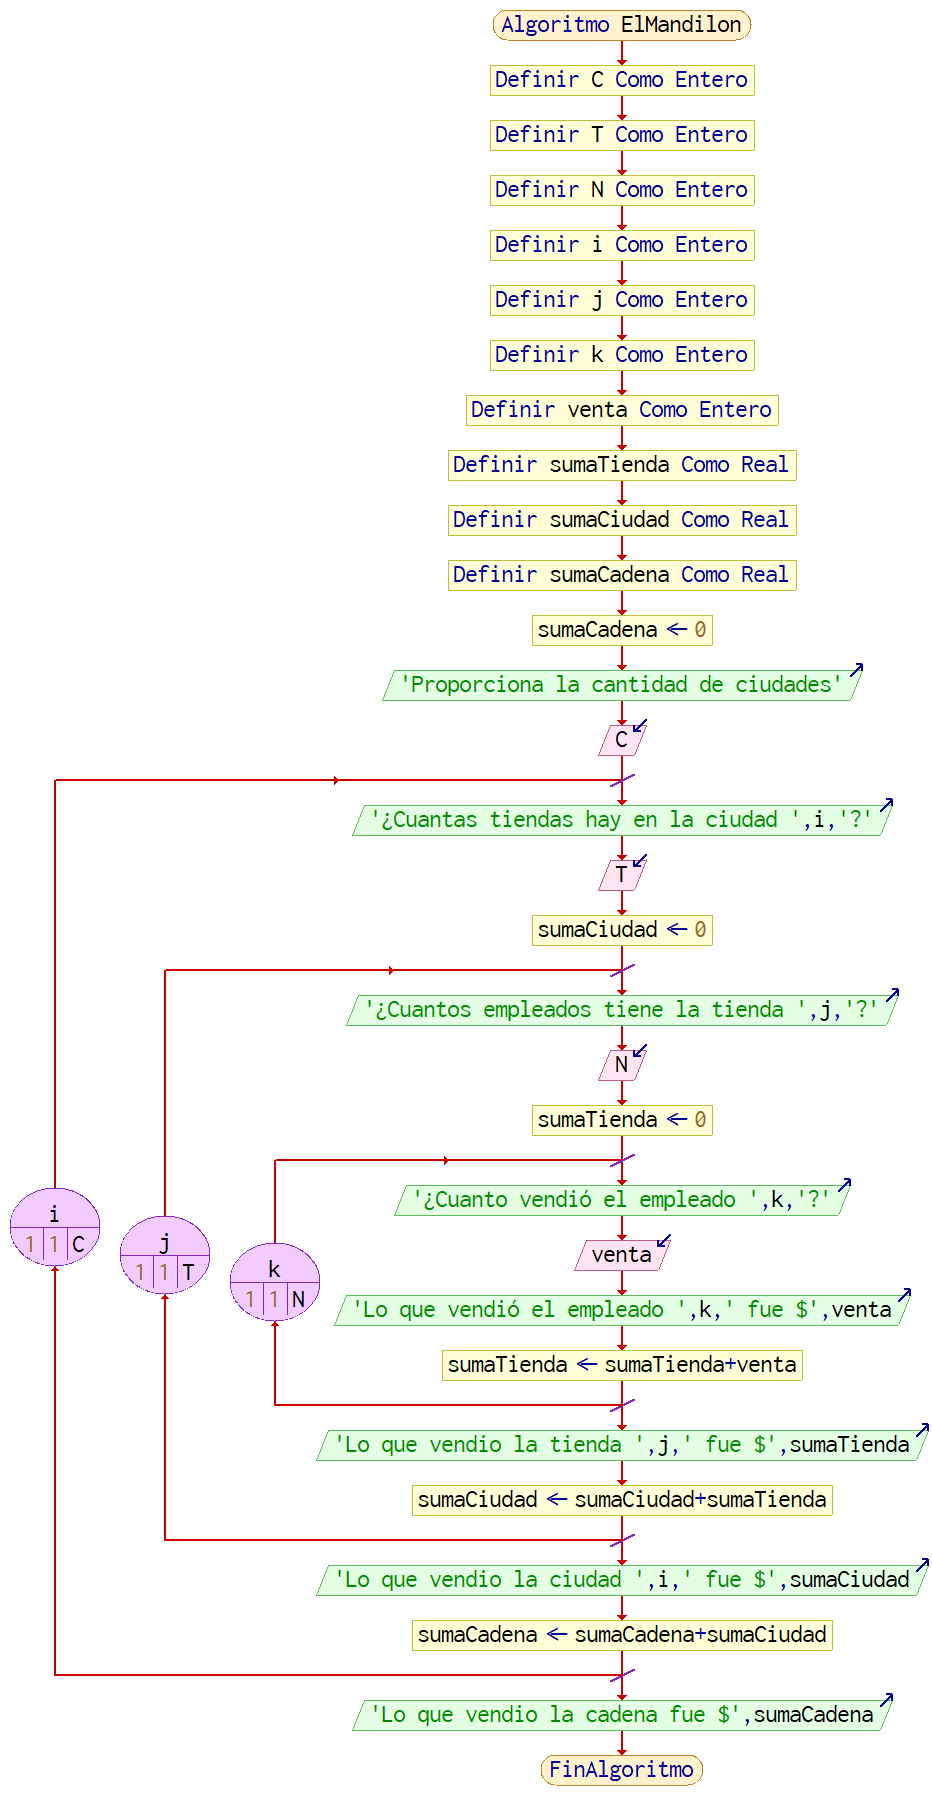 Algoritmo ElMandilon
Definir C Como Entero
Definir T Como Entero
Definir N Como Entero
Definir i Como Entero
Definir j Como Entero
Definir k Como Entero
Definir venta Como Entero
Definir sumaTienda Como Real
Definir sumaCiudad Como Real
Definir sumaCadena Como Real
sumaCadena ← 0
'Proporciona la cantidad de ciudades'
C
'¿Cuantas tiendas hay en la ciudad ',i,'?'
T
sumaCiudad ← 0
'¿Cuantos empleados tiene la tienda ',j,'?'
N
sumaTienda ← 0
'¿Cuanto vendió el empleado ',k,'?'
i
1 1 C
j
1 1 T
k
1 1 N
venta
'Lo que vendió el empleado ',k,' fue $',venta
sumaTienda ← sumaTienda+venta
'Lo que vendio la tienda ',j,' fue $',sumaTienda
sumaCiudad ← sumaCiudad+sumaTienda
'Lo que vendio la ciudad ',i,' fue $',sumaCiudad
sumaCadena ← sumaCadena+sumaCiudad
'Lo que vendio la cadena fue $',sumaCadena
FinAlgoritmo